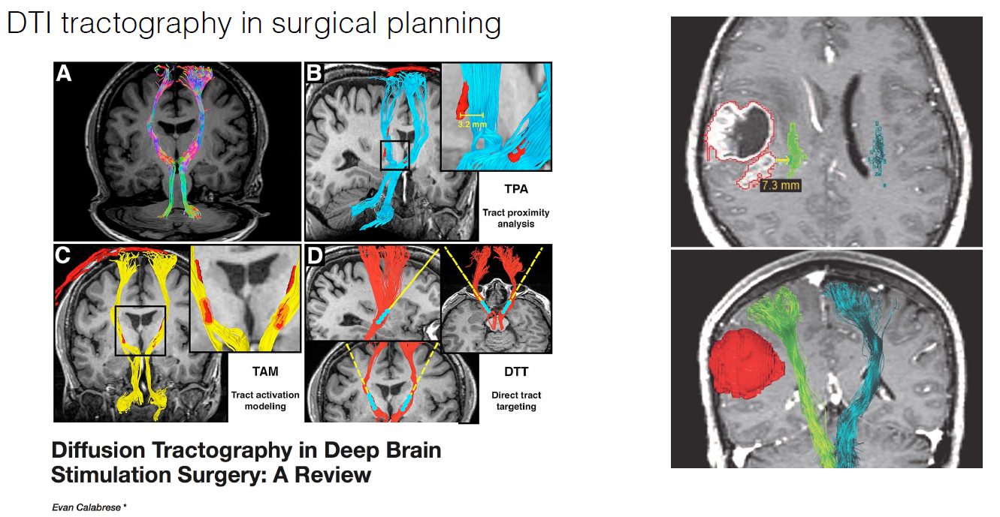 DTI tractography in surgical planning
A
B
3.2 mm
TPA
Tract proximity
analysis
C
TAM
Tract activation
modeling
D
DTT
Direct tract
targeting
Diffusion Tractography in Deep Brain
Stimulation Surgery: A Review
Evan Calabrese *
7.3 mm